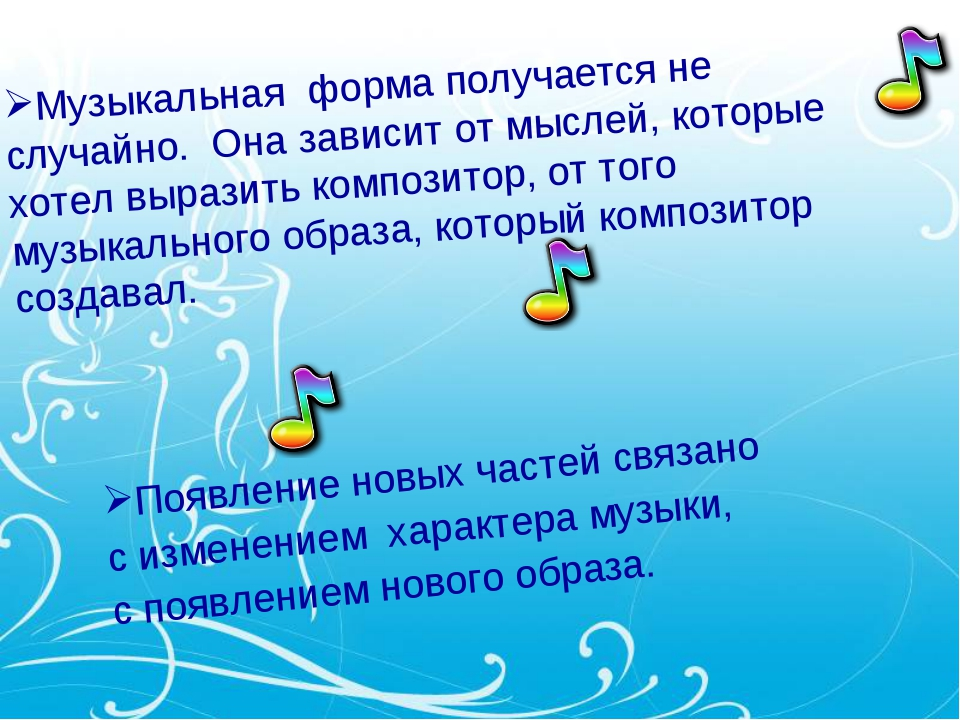 ➢Музыкальная форма получается не
случайно. Она зависит от мыслей, которые
хотел выразить композитор, от того
музыкального образа, который композитор
создавал.
➢Появление новых частей связано
с изменением характера музыки,
с появлением нового образа.